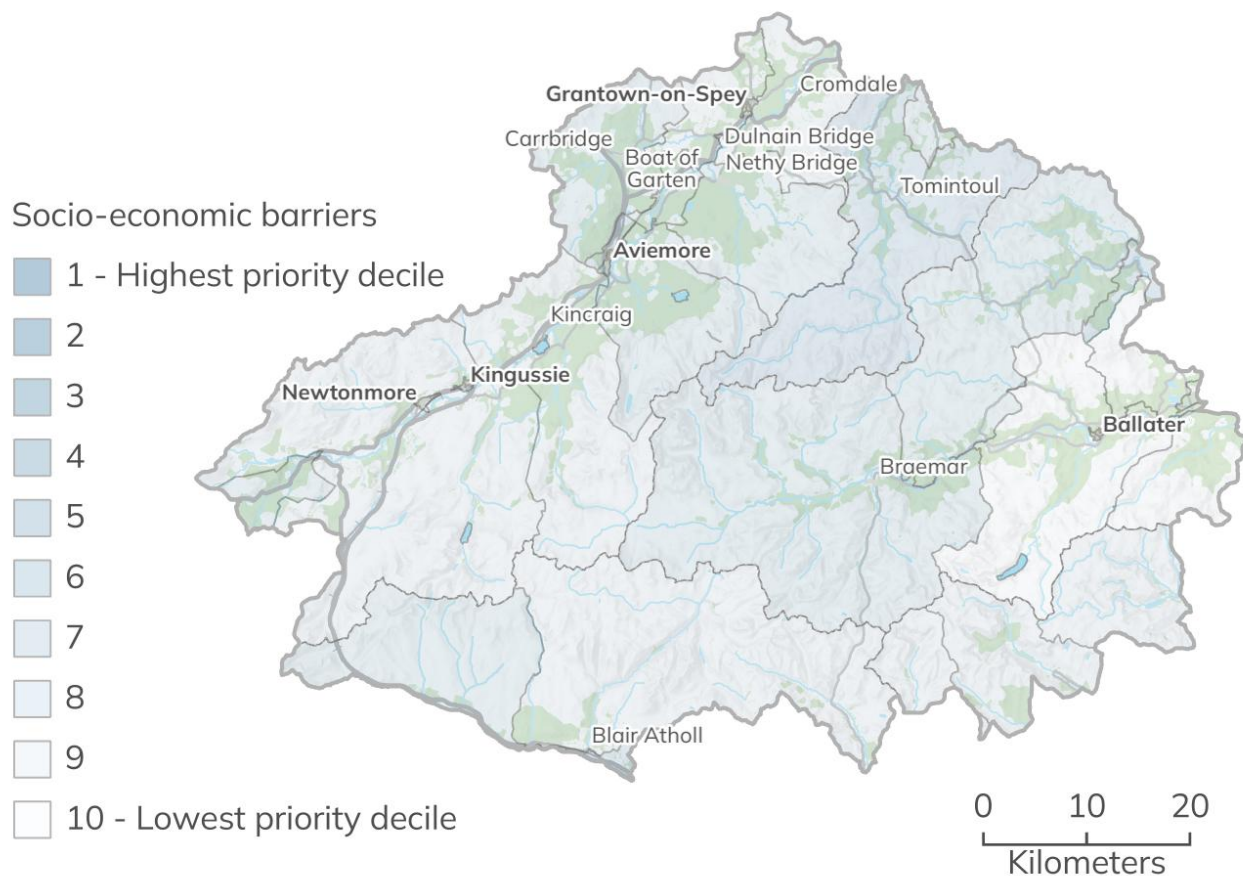 Socio-economic barriers
1 - Highest priority decile
2
3
4
5
6
7
8
9
10 - Lowest priority decile
Grantown-on-Spey
Cromdale
Carrbridge
Dulnain Bridge
Boat of
Garten
Nethy Bridge
Tomintoul
Aviemore
Kincraig
Kingussie
Newtonmore
Ballater
Braemar
Blair Atholl
0 10 20
Kilometers